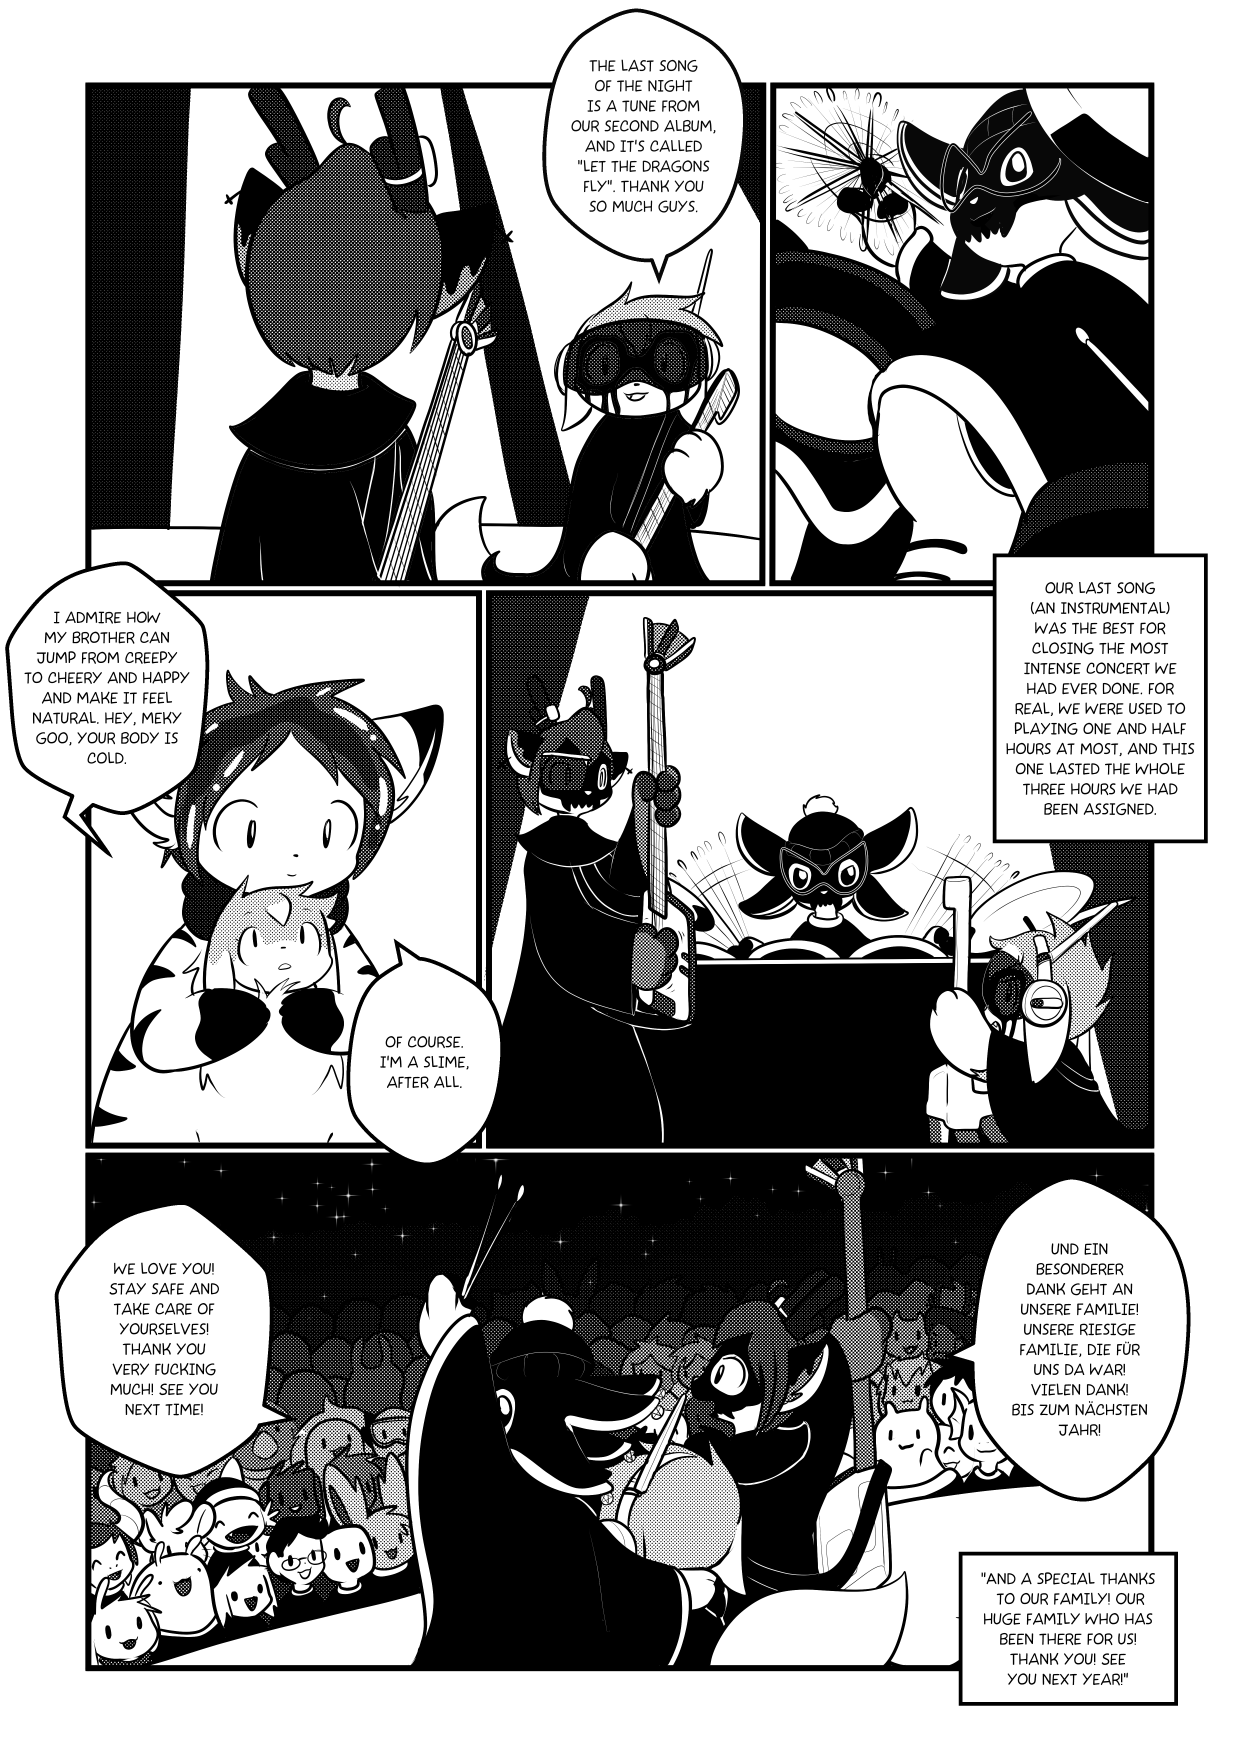 THE LAST SONG
OF THE NIGHT
IS A TUNE FROM
OUR SECOND ALBUM,
AND IT'S CALLED
"LET THE DRAGONS
FLY". THANK YOU
SO MUCH GUYS.
OUR LAST SONG
(AN INSTRUMENTAL)
WAS THE BEST FOR
CLOSING THE MOST
INTENSE CONCERT WE
HAD EVER DONE. FOR
REAL, WE WERE USED TO
PLAYING ONE AND HALF
HOURS AT MOST, AND THIS
ONE LASTED THE WHOLE
THREE HOURS WE HAD
BEEN ASSIGNED.
I ADMIRE HOW
MY BROTHER CAN
JUMP FROM CREEPY
TO CHEERY AND HAPPY
AND MAKE IT FEEL
NATURAL. HEY, MEKY
GOO, YOUR BODY IS
COLD.
OF COURSE.
I'M A SLIME,
AFTER ALL.
WE LOVE YOU!
STAY SAFE AND
TAKE CARE OF
YOURSELVES!
THANK YOU
VERY FUCKING
MUCH! SEE YOU
NEXT TIME!
UND EIN
BESONDERER
DANK GEHT AN
UNSERE FAMILIE!
UNSERE RIESIGE
FAMILIE, DIE FÜR
UNS DA WAR!
VIELEN DANK!
BIS ZUM NÄCHSTEN
JAHR!
"AND A SPECIAL THANKS
TO OUR FAMILY! OUR
HUGE FAMILY WHO HAS
BEEN THERE FOR US!
THANK YOU! SEE
YOU NEXT YEAR!"